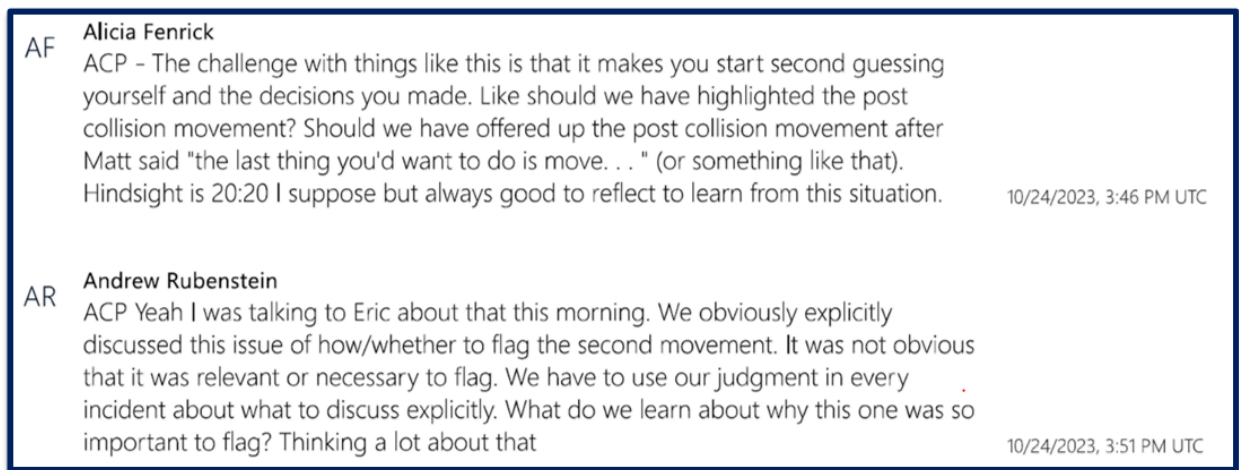 AF
Alicia Fenrick
ACP - The challenge with things like this is that it makes you start second guessing
yourself and the decisions you made. Like should we have highlighted the post
collision movement? Should we have offered up the post collision movement after
Matt said "the last thing you'd want to do is move. . . " (or something like that).
Hindsight is 20:20 I suppose but always good to reflect to learn from this situation.
10/24/2023, 3:46 PM UTC
AR
Andrew Rubenstein
ACP Yeah I was talking to Eric about that this morning. We obviously explicitly
discussed this issue of how/whether to flag the second movement. It was not obvious
that it was relevant or necessary to flag. We have to use our judgment in every
incident about what to discuss explicitly. What do we learn about why this one was so
important to flag? Thinking a lot about that
10/24/2023, 3:51 PM UTC